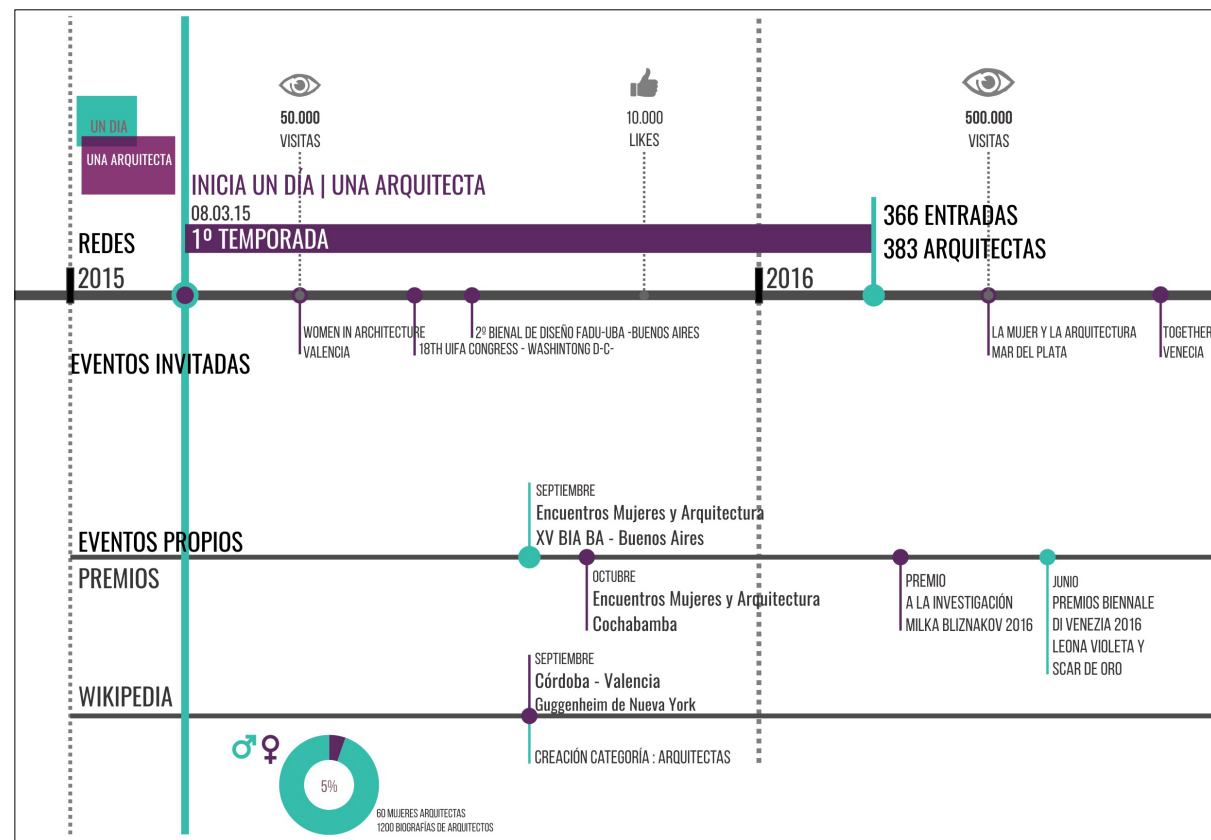 50.000
VISITAS
10.000
LIKES
500.000
VISITAS
UN DIA
UNA ARQUITECTA
INICIA UN DÍA | UNA ARQUITECTA
08.03.15
1º TEMPORADA
366 ENTRADAS
383 ARQUITECTAS
REDES
2015
2016
WOMEN IN ARCHITECTURE
VALENCIA
18TH UIFA CONGRESS - WASHINTONG D-C-
2º BIENAL DE DISEÑO FADU-UBA -BUENOS AIRES
LA MUJER Y LA ARQUITECTURA
MAR DEL PLATA
TOGETHER
VENECIA
EVENTOS INVITADAS
SEPTIEMBRE
Encuentros Mujeres y Arquitectura
XV BIA BA - Buenos Aires
EVENTOS PROPIOS
PREMIOS
OCTUBRE
Encuentros Mujeres y Arquitectura
Cochabamba
PREMIO
A LA INVESTIGACIÓN
MILKA BLIZNAKOV 2016
JUNIO
PREMIOS BIENNALE
DI VENEZIA 2016
LEONA VIOLETA Y
SCAR DE ORO
SEPTIEMBRE
Córdoba - Valencia
Guggenheim de Nueva York
WIKIPEDIA
CREACIÓN CATEGORÍA : ARQUITECTAS
5%
60 MUJERES ARQUITECTAS
1200 BIOGRAFÍAS DE ARQUITECTOS